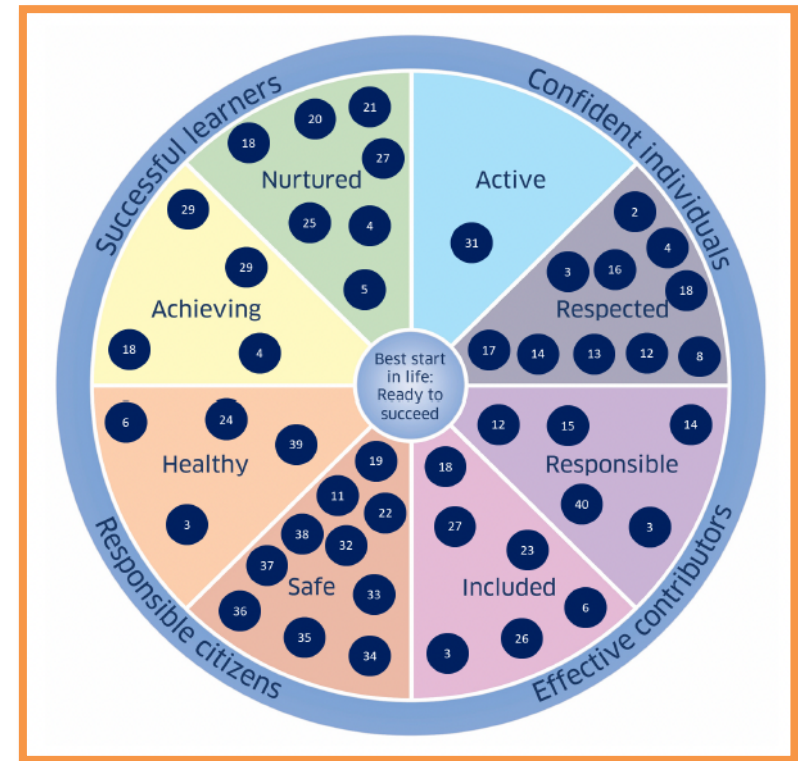 Successful learners
Confident individuals
21
20
18
27
Nurtured
25
4
5
Active
31
2
4
3
16
18
Respected
17
14
13
12
8
29
29
Achieving
18
4
Best start
in life:
Ready to
succeed
6
24
39
Healthy
3
12
15
14
Responsible
40
3
19
11
22
38
32
37
Safe
33
36
35
34
18
27
23
Included
6
26
3
Responsible citizens
Effective contributors